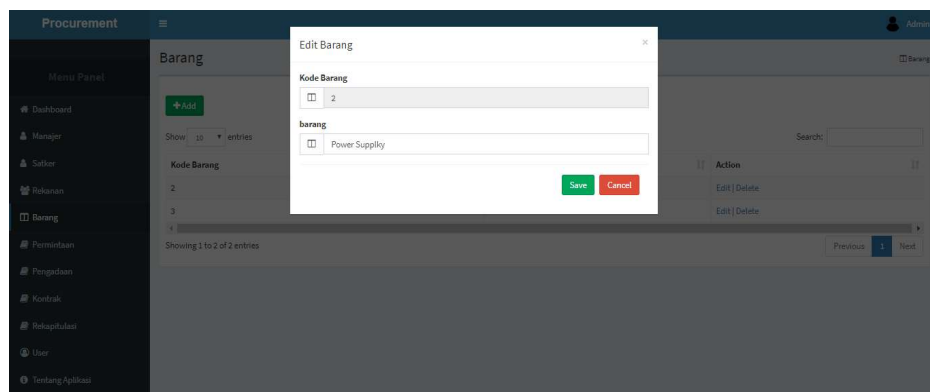 Procurement
Admin
Edit Barang
×
Barang
Barang
Menu Panel
Kode Barang
2
Dashboard
+Add
barang
Manajer
Show 10 entries
Search:
Power Supplky
Satker
Kode Barang
Action
Save
Cancel
Rekanan
2
Edit | Delete
Barang
3
Edit | Delete
Permintaan
Showing 1 to 2 of 2 entries
Previous 1 Next
Pengadaan
Kontrak
Rekapitulasi
User
Tentang Aplikasi